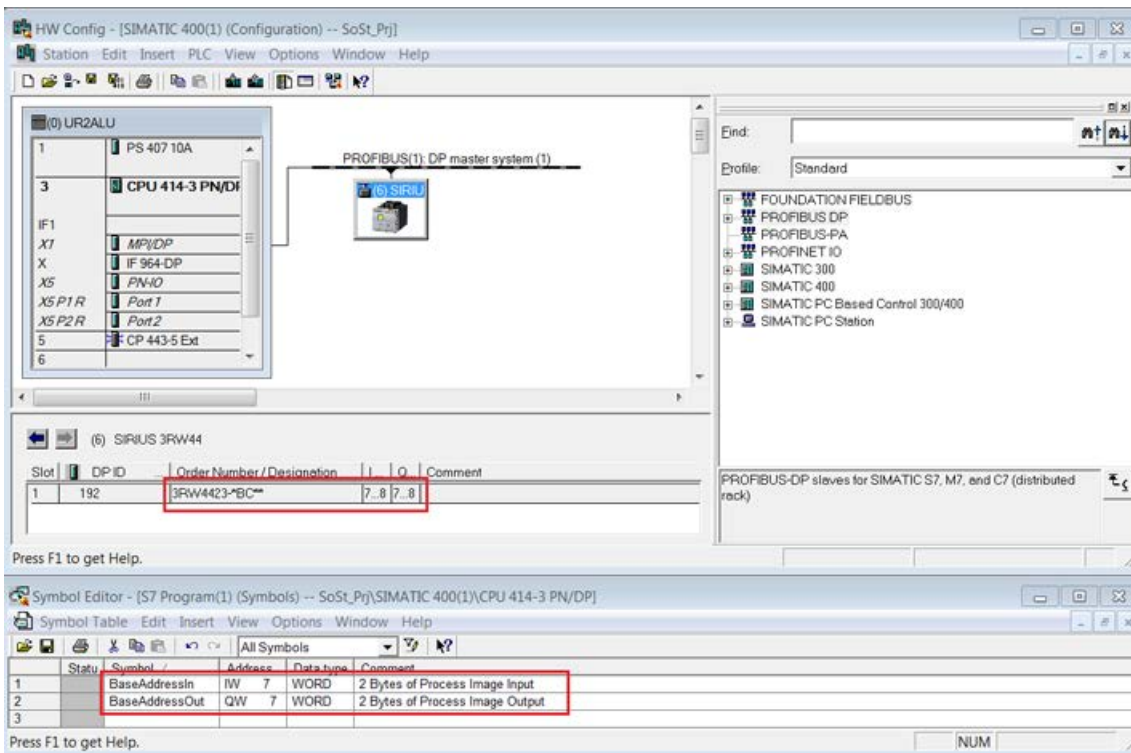 HW Config - [SIMATIC 400(1) (Configuration) -- SoSt_Prj]
Station Edit Insert PLC View Options Window Help
(0) UR2ALU
1 PS 407 10A
3 CPU 414-3 PN/DP
IF1
X1 MPI/DP
X IF 964-DP
X5 PN-IO
X5 P1 R Port 1
X5 P2 R Port 2
5 CP 443-5 Ext
6
PROFIBUS(1): DP master system (1)
(6) SIRIU
Find:
Profile: Standard
FOUNDATION FIELDBUS
PROFIBUS DP
PROFIBUS-PA
PROFINET IO
SIMATIC 300
SIMATIC 400
SIMATIC PC Based Control 300/400
SIMATIC PC Station
PROFIBUS-DP slaves for SIMATIC S7, M7, and C7 (distributed
rack)
(6) SIRIUS 3RW44
Slot DP ID ... Order Number / Designation I... Q... Comment
1 192 3RW4423-*BC** 7...8 7...8
Press F1 to get Help.
Symbol Editor - [S7 Program(1) (Symbols) -- SoSt_Prj\SIMATIC 400(1)\CPU 414-3 PN/DP]
Symbol Table Edit Insert View Options Window Help
All Symbols
Statu Symbol / Address Data type Comment
1 BaseAddressIn IW 7 WORD 2 Bytes of Process Image Input
2 BaseAddressOut QW 7 WORD 2 Bytes of Process Image Output
3
Press F1 to get Help.
NUM